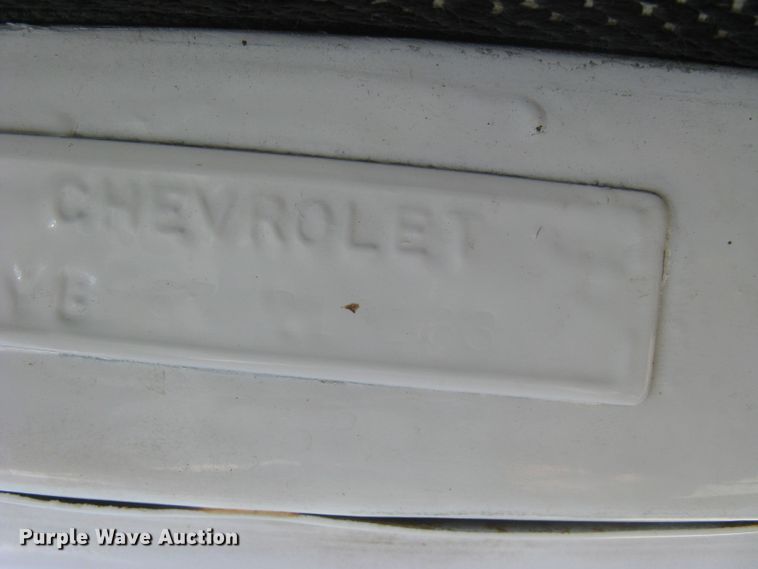 CHEVROLET
YB
Purple Wave Auction